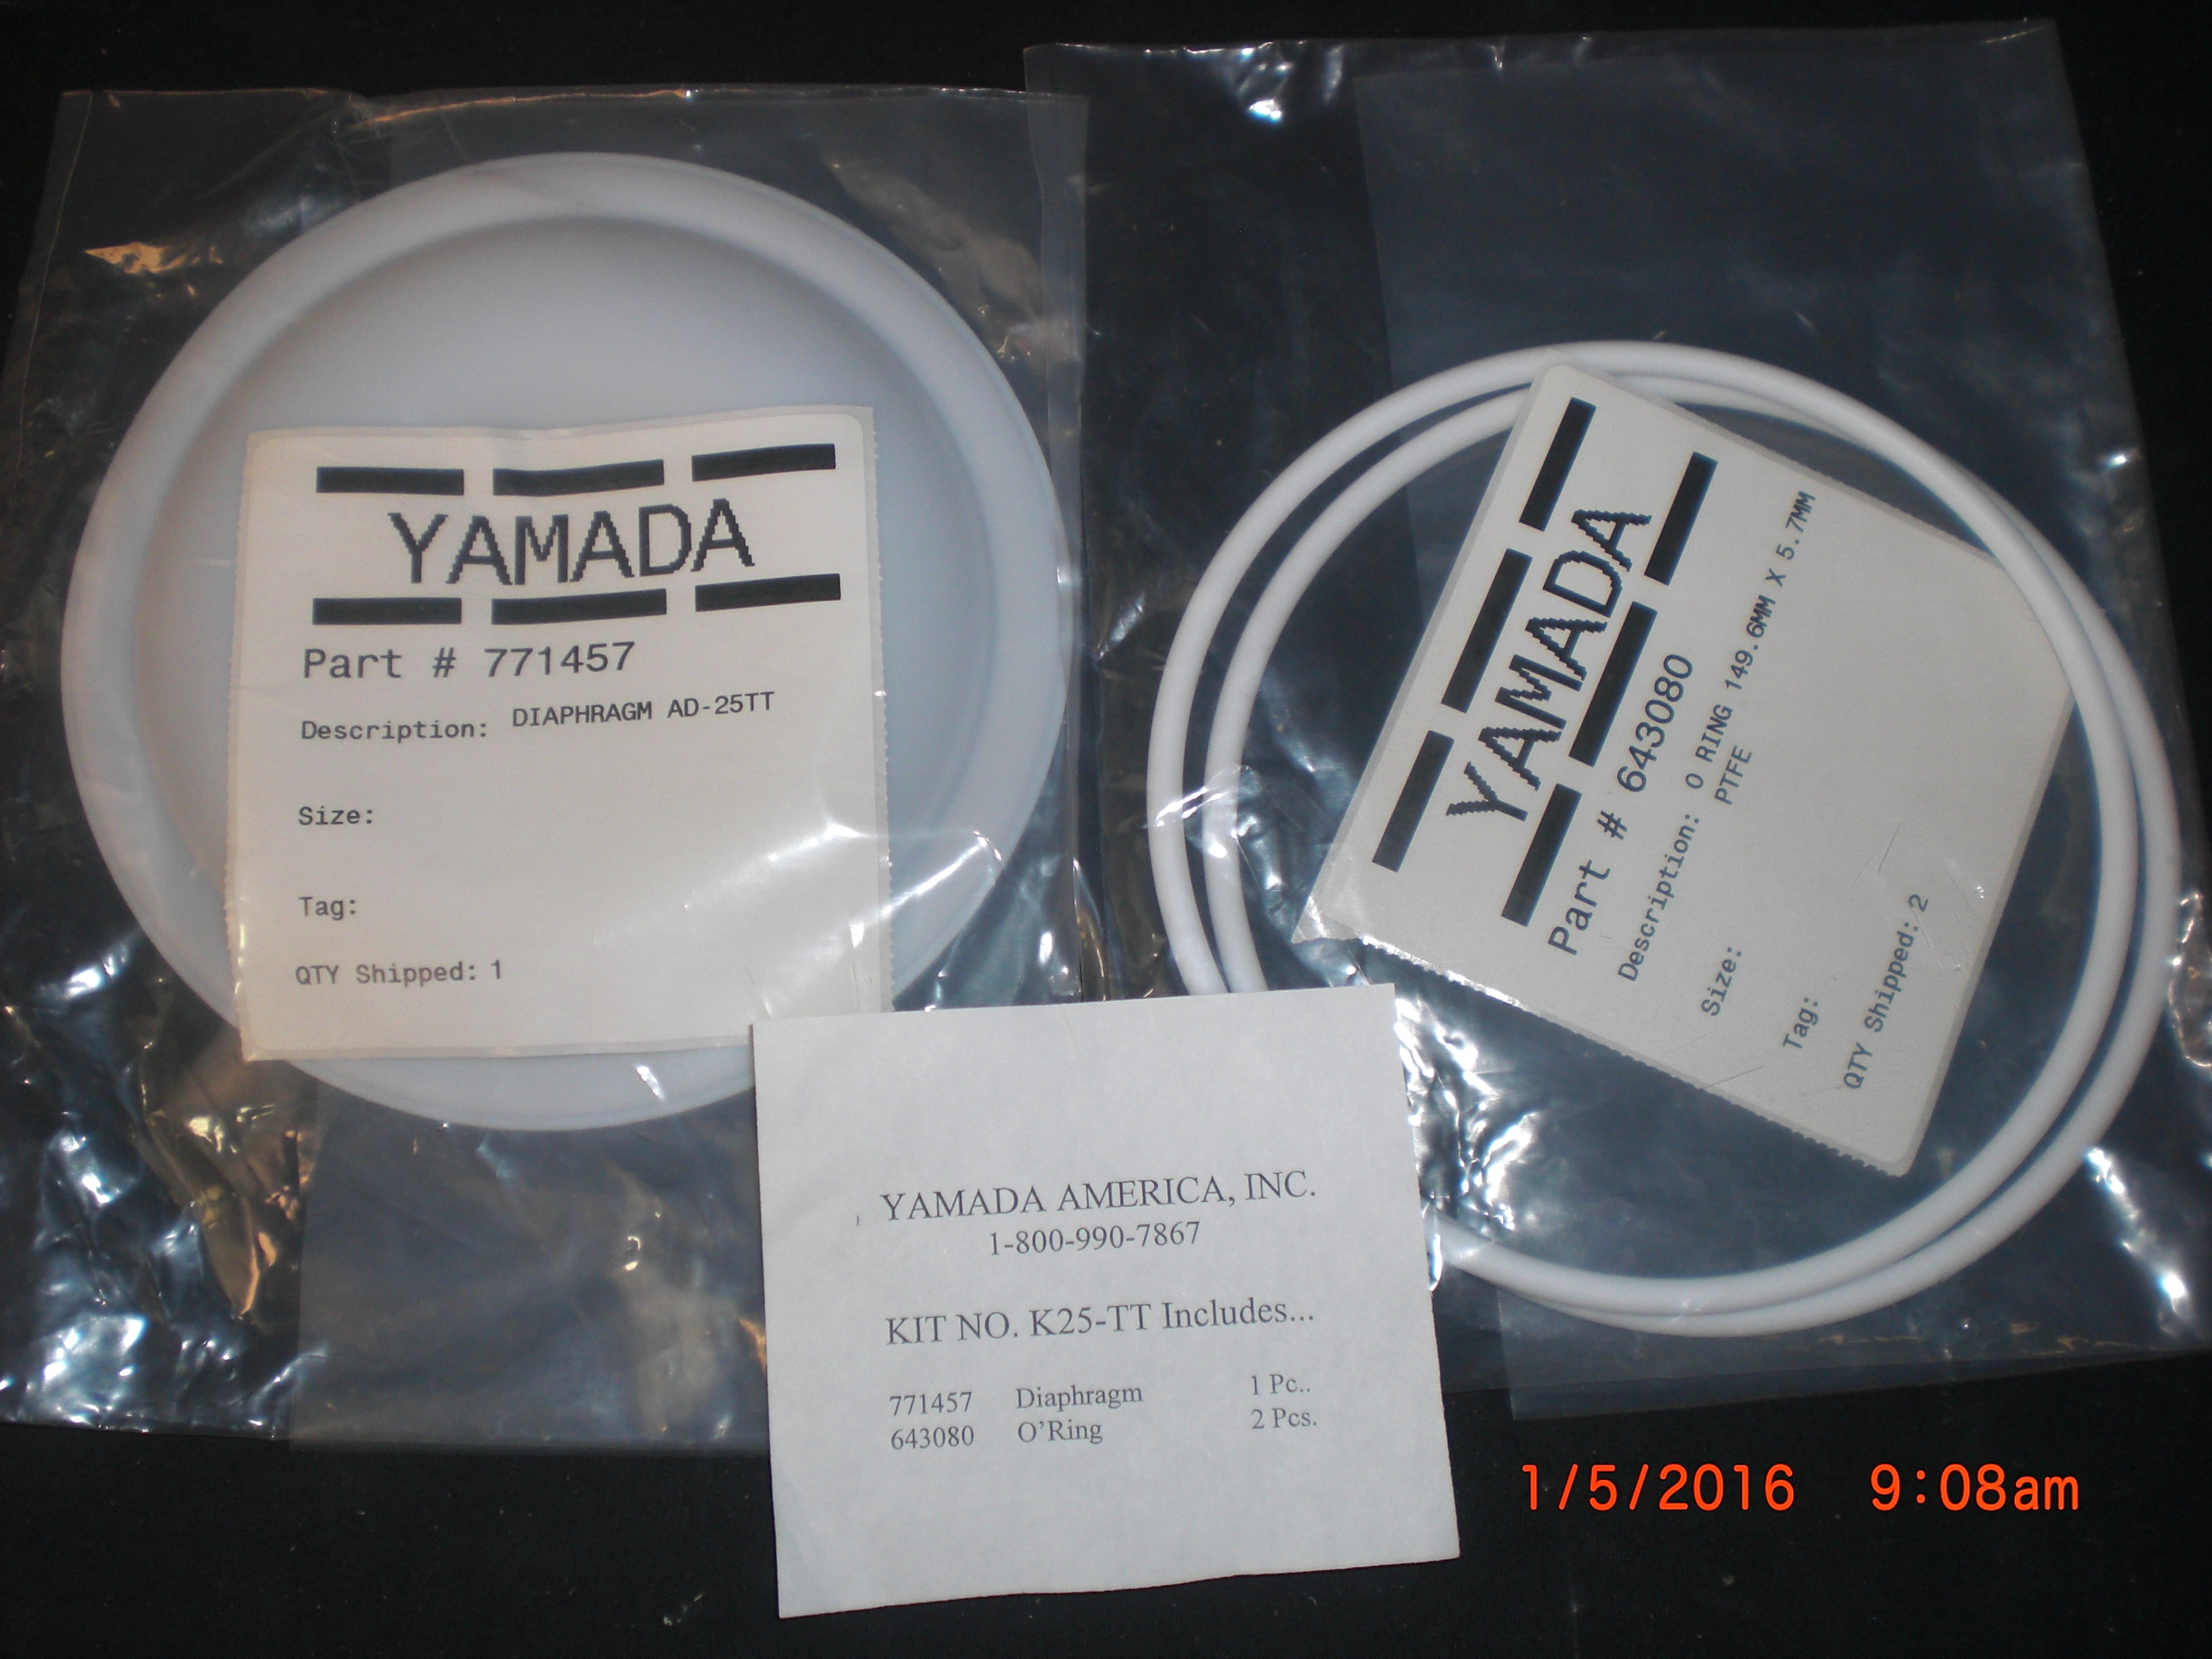 YAMADA
Part # 771457
Description: DIAPHRAGM AD-25TT
Size:
Tag:
QTY Shipped: 1
YAMADA
Part # 643080
Description: O RING 149.6MM X 5.7MM
PTFE
Size:
Tag:
QTY Shipped: 2
YAMADA AMERICA, INC.
1-800-990-7867
KIT NO. K25-TT Includes...
771457 Diaphragm 1 Pc..
643080 O'Ring 2 Pcs.
1/5/2016 9:08am